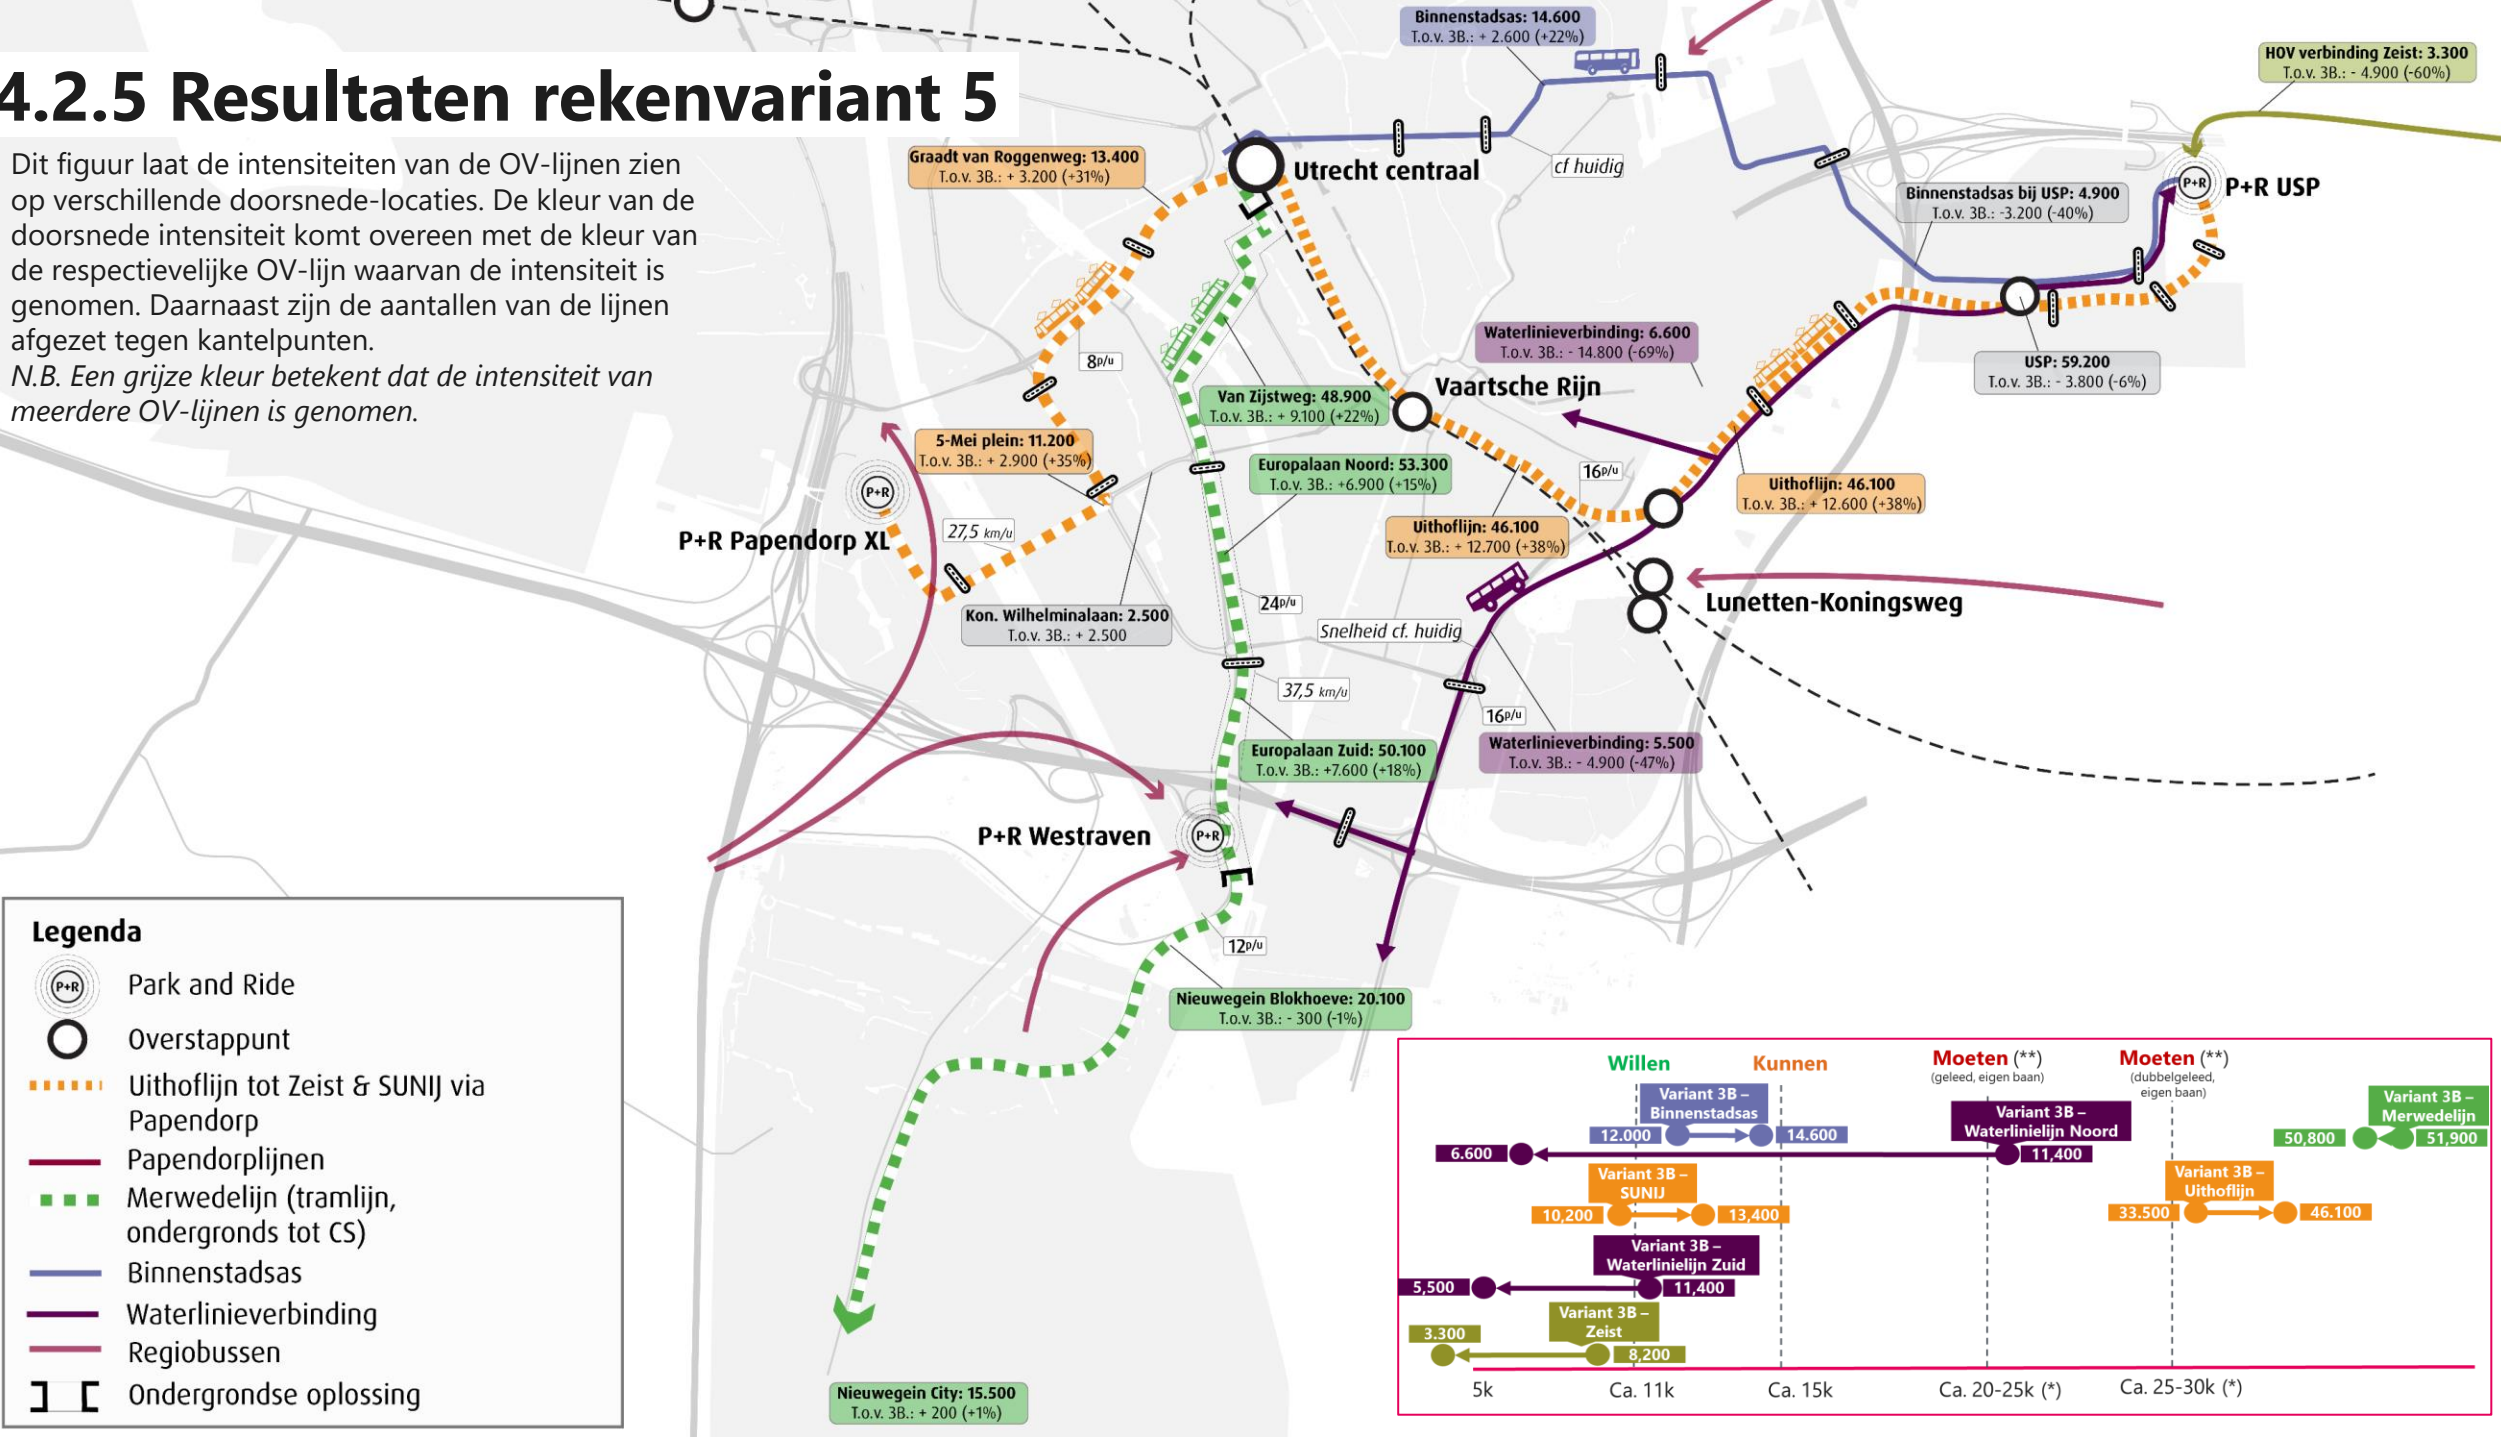 4.2.5 Resultaten rekenvariant 5
Dit figuur laat de intensiteiten van de OV-lijnen zien
op verschillende doorsnede-locaties. De kleur van de
doorsnede intensiteit komt overeen met de kleur van
de respectievelijke OV-lijn waarvan de intensiteit is
genomen. Daarnaast zijn de aantallen van de lijnen
afgezet tegen kantelpunten.
N.B. Een grijze kleur betekent dat de intensiteit van
meerdere OV-lijnen is genomen.
Binnenstadsas: 14.600
T.o.v. 3B.: + 2.600 (+22%)
HOV verbinding Zeist: 3.300
T.o.v. 3B.: - 4.900 (-60%)
Graadt van Roggenweg: 13.400
T.o.v. 3B.: + 3.200 (+31%)
Utrecht centraal
cf huidig
Binnenstadsas bij USP: 4.900
T.o.v. 3B.: -3.200 (-40%)
P+R
P+R USP
8p/u
Waterlinieverbinding: 6.600
T.o.v. 3B.: - 14.800 (-69%)
USP: 59.200
T.o.v. 3B.: - 3.800 (-6%)
Van Zijstweg: 48.900
T.o.v. 3B.: + 9.100 (+22%)
Vaartsche Rijn
5-Mei plein: 11.200
T.o.v. 3B.: + 2.900 (+35%)
Europalaan Noord: 53.300
T.o.v. 3B.: +6.900 (+15%)
16p/u
Uithoflijn: 46.100
T.o.v. 3B.: + 12.600 (+38%)
P+R
P+R Papendorp XL
27,5 km/u
Uithoflijn: 46.100
T.o.v. 3B.: + 12.700 (+38%)
Kon. Wilhelminalaan: 2.500
T.o.v. 3B.: + 2.500
24p/u
Snelheid cf. huidig
Lunetten-Koningsweg
37,5 km/u
16p/u
Europalaan Zuid: 50.100
T.o.v. 3B.: +7.600 (+18%)
Waterlinieverbinding: 5.500
T.o.v. 3B.: - 4.900 (-47%)
P+R Westraven
P+R
12p/u
Nieuwegein Blokhoeve: 20.100
T.o.v. 3B.: - 300 (-1%)
Nieuwegein City: 15.500
T.o.v. 3B.: + 200 (+1%)
Legenda
P+R
Park and Ride
Overstappunt
Uithoflijn tot Zeist & SUNIJ via
Papendorp
Papendorplijnen
Merwedelijn (tramlijn,
ondergronds tot CS)
Binnenstadsas
Waterlinieverbinding
Regiobussen
Ondergrondse oplossing
Willen
Kunnen
Moeten (**)
(geleed, eigen baan)
Moeten (**)
(dubbelgeleed,
eigen baan)
Variant 3B –
Binnenstadsas
12.000
14.600
Variant 3B –
Waterlinielijn Noord
6.600
11,400
Variant 3B –
Merwedelijn
50,800
51,900
Variant 3B –
SUNIJ
10,200
13,400
Variant 3B –
Uithoflijn
33.500
46.100
Variant 3B –
Waterlinielijn Zuid
5,500
11,400
Variant 3B –
Zeist
3.300
8,200
5k
Ca. 11k
Ca. 15k
Ca. 20-25k (*)
Ca. 25-30k (*)